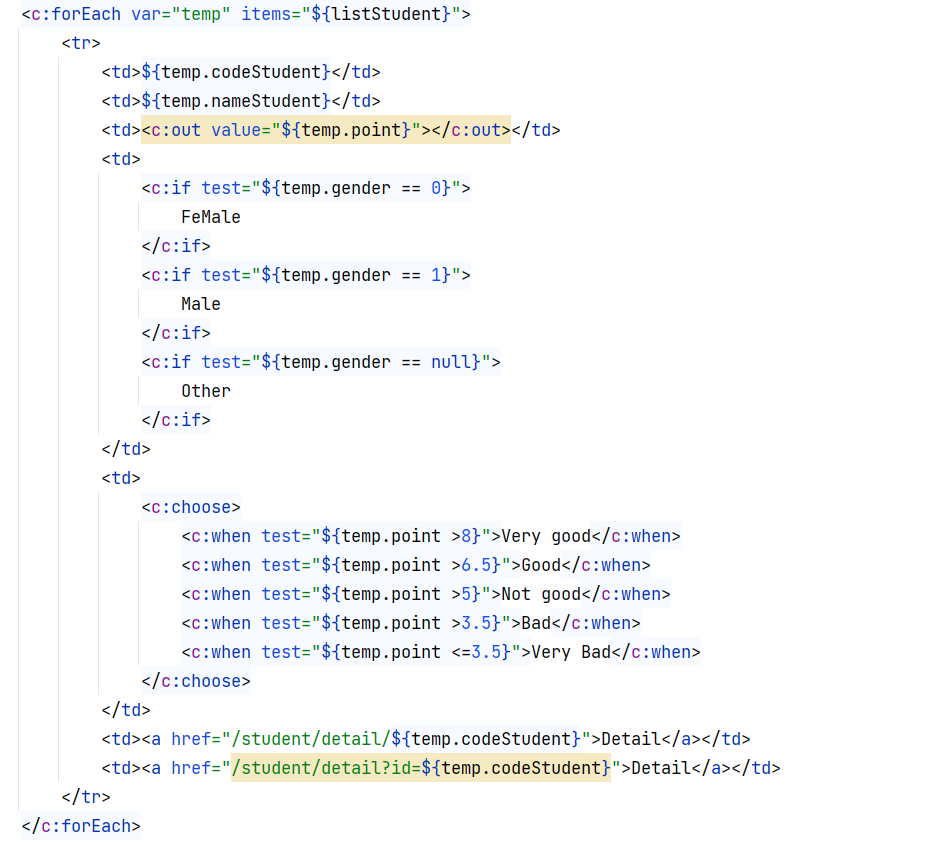 <c:forEach var="temp" items="${listStudent}">
    <tr>
        <td>${temp.codeStudent}</td>
        <td>${temp.nameStudent}</td>
        <td><c:out value="${temp.point}"></c:out></td>
        <td>
            <c:if test="${temp.gender == 0}">
                FeMale
            </c:if>
            <c:if test="${temp.gender == 1}">
                Male
            </c:if>
            <c:if test="${temp.gender == null}">
                Other
            </c:if>
        </td>
        <td>
            <c:choose>
                <c:when test="${temp.point >8}">Very good</c:when>
                <c:when test="${temp.point >6.5}">Good</c:when>
                <c:when test="${temp.point >5}">Not good</c:when>
                <c:when test="${temp.point >3.5}">Bad</c:when>
                <c:when test="${temp.point <=3.5}">Very Bad</c:when>
            </c:choose>
        </td>
        <td><a href="/student/detail/${temp.codeStudent}">Detail</a></td>
        <td><a href="/student/detail?id=${temp.codeStudent}">Detail</a></td>
    </tr>
</c:forEach>